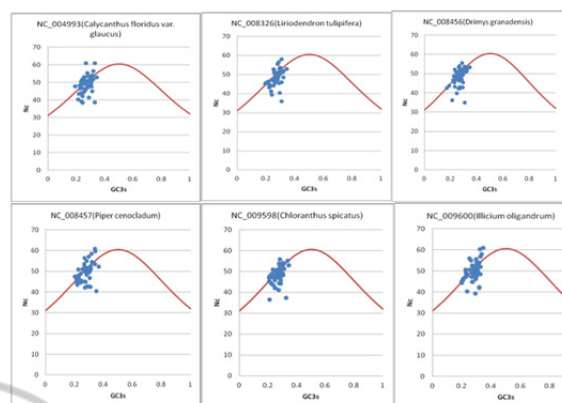 NC_004993(Calycanthus floridus var.
glaucus)
70
60
50
40
30
20
10
0
Nc
0 0.2 0.4 0.6 0.8 1
GC3s
NC_008326(Liriodendron tulipifera)
70
60
50
40
30
20
10
0
Nc
0 0.2 0.4 0.6 0.8 1
GC3s
NC_008456(Drimys granadensis)
70
60
50
40
30
20
10
0
Nc
0 0.2 0.4 0.6 0.8 1
GC3s
NC_008457(Piper cenocladum)
70
60
50
40
30
20
10
0
Nc
0 0.2 0.4 0.6 0.8 1
GC3s
NC_009598(Chloranthus spicatus)
70
60
50
40
30
20
10
0
Nc
0 0.2 0.4 0.6 0.8 1
GC3s
NC_009600(Illicium oligandrum)
70
60
50
40
30
20
10
0
Nc
0 0.2 0.4 0.6 0.8 1
GC3s